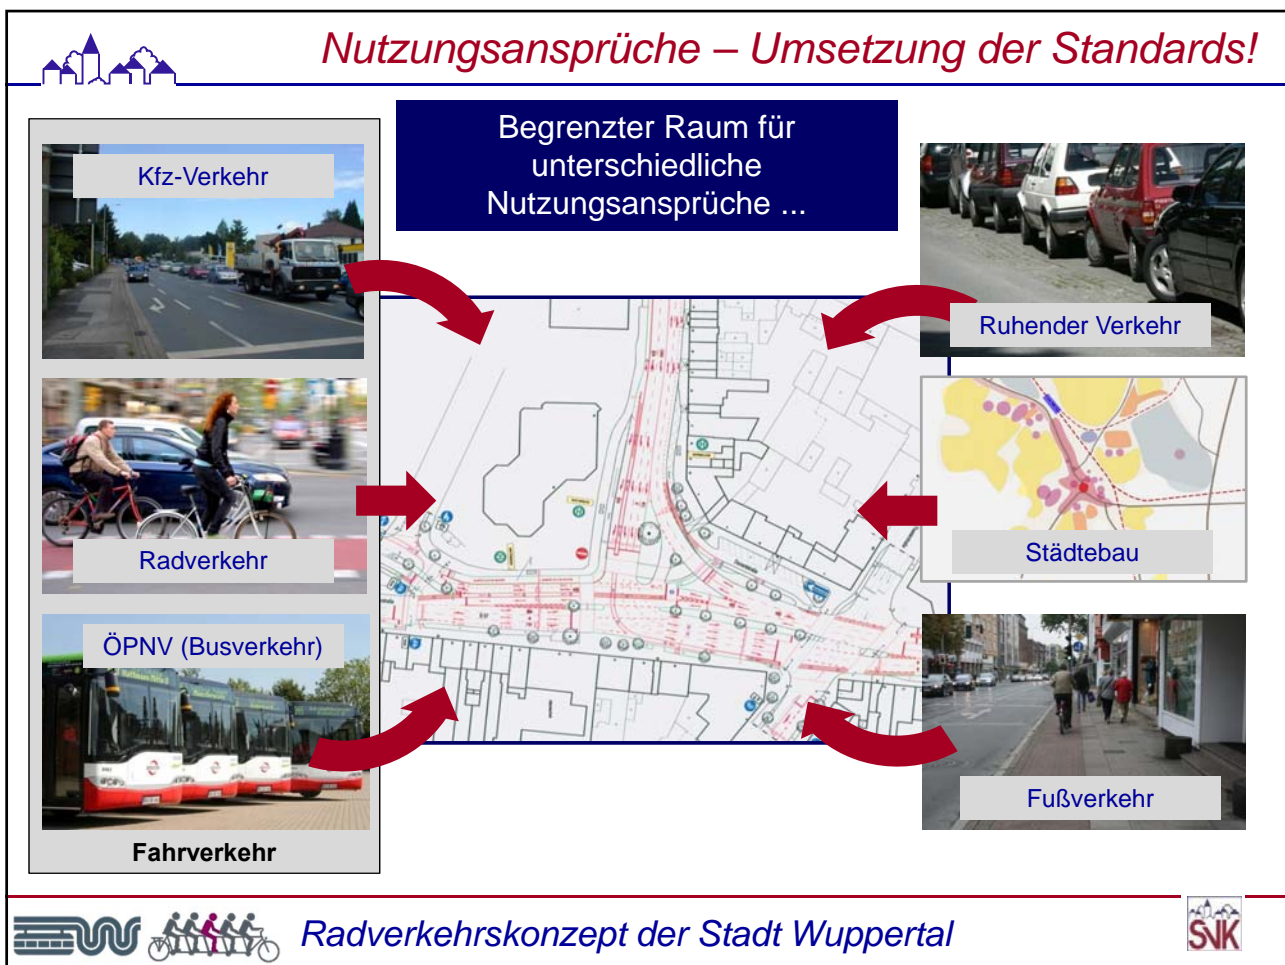 Nutzungsansprüche – Umsetzung der Standards!
Begrenzter Raum für
unterschiedliche
Nutzungsansprüche ...
Kfz-Verkehr
Radverkehr
ÖPNV (Busverkehr)
Fahrverkehr
Ruhender Verkehr
Städtebau
Fußverkehr
Radverkehrskonzept der Stadt Wuppertal
SVK